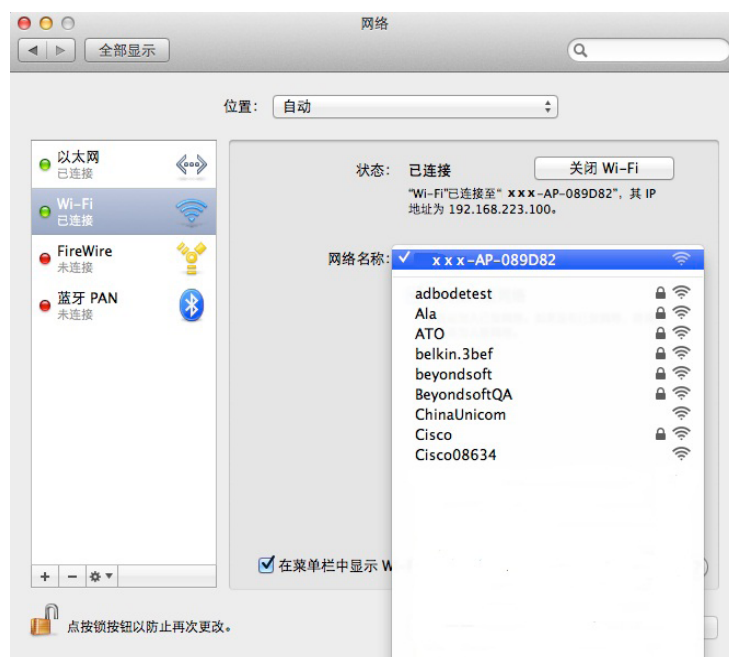 网络
全部显示
位置： 自动
以太网
已连接
Wi-Fi
已连接
FireWire
未连接
蓝牙 PAN
未连接
状态： 已连接 关闭 Wi-Fi
“Wi-Fi”已连接至“ xxx-AP-089D82”，其 IP
地址为 192.168.223.100。
网络名称： ✓ xxx-AP-089D82
adbodetest
Ala
ATO
belkin.3bef
beyondsoft
BeyondsoftQA
ChinaUnicom
Cisco
Cisco08634
在菜单栏中显示 W
点按锁按钮以防止再次更改。